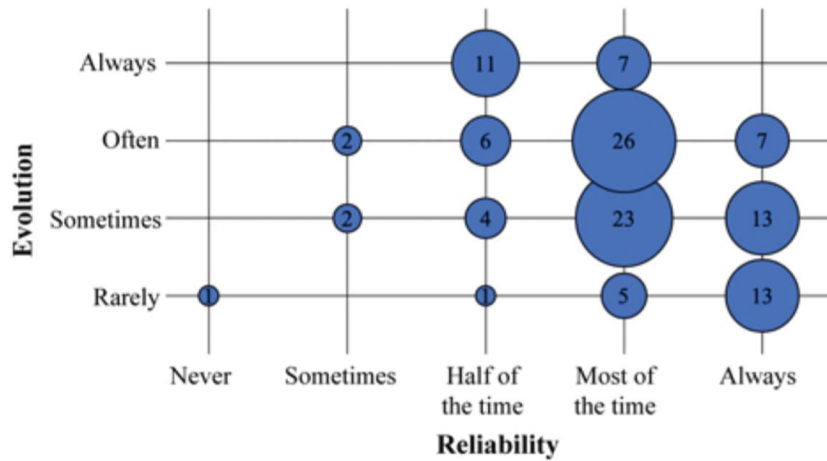 Always 11 7
Often 2 6 26 7
Sometimes 2 4 23 13
Rarely 1 1 5 13
Evolution
Never Sometimes Half of the time Most of the time Always
Reliability